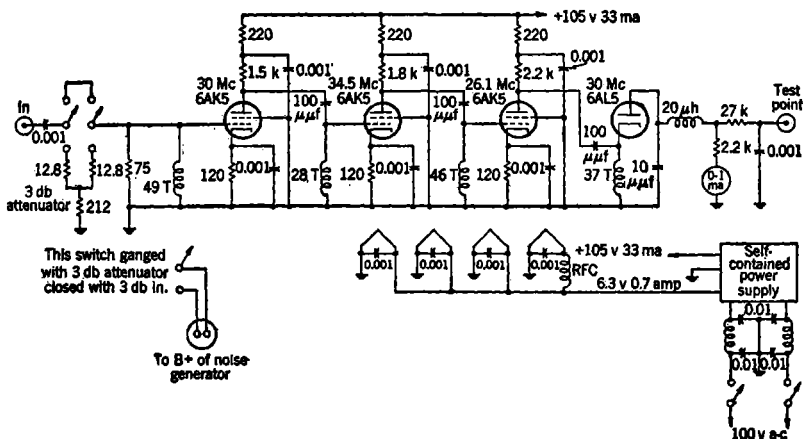 +105 v 33 ma
220
220
220
0.001
1.5 k
0.001
1.8 k
0.001
2.2 k
30 Mc
6AK5
34.5 Mc
6AK5
26.1 Mc
6AK5
30 Mc
6AL5
Test
point
In
0.001
100
μμf
100
μμf
100
μμf
20 μh
27 k
2.2 k
0.001
12.8
12.8
75
3 db
attenuator
212
49 T
120
0.001
28 T
120
0.001
46 T
120
0.001
37 T
10
μμf
0-1
ma
This switch ganged
with 3 db attenuator
closed with 3 db in.
To B+ of noise
generator
0.001
0.001
0.001
0.001
RFC
+105 v 33 ma
6.3 v 0.7 amp
Self-
contained
power
supply
0.01
0.01
0.01
100 v a-c